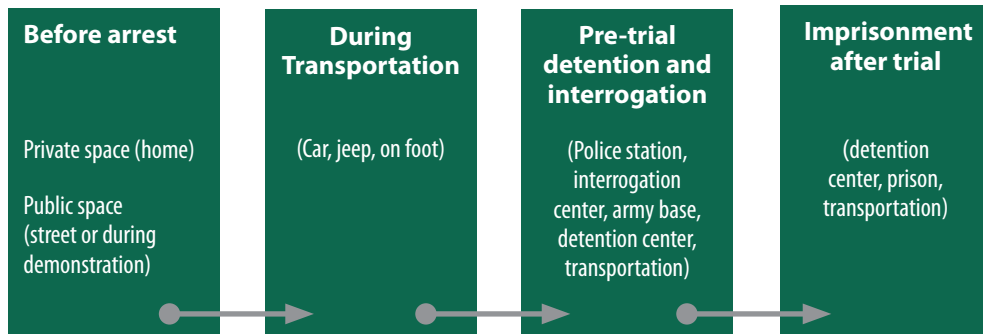 Before arrest
Private space (home)
Public space
(street or during
demonstration)
During
Transportation
(Car, jeep, on foot)
Pre-trial
detention and
interrogation
(Police station,
interrogation
center, army base,
detention center,
transportation)
Imprisonment
after trial
(detention
center, prison,
transportation)